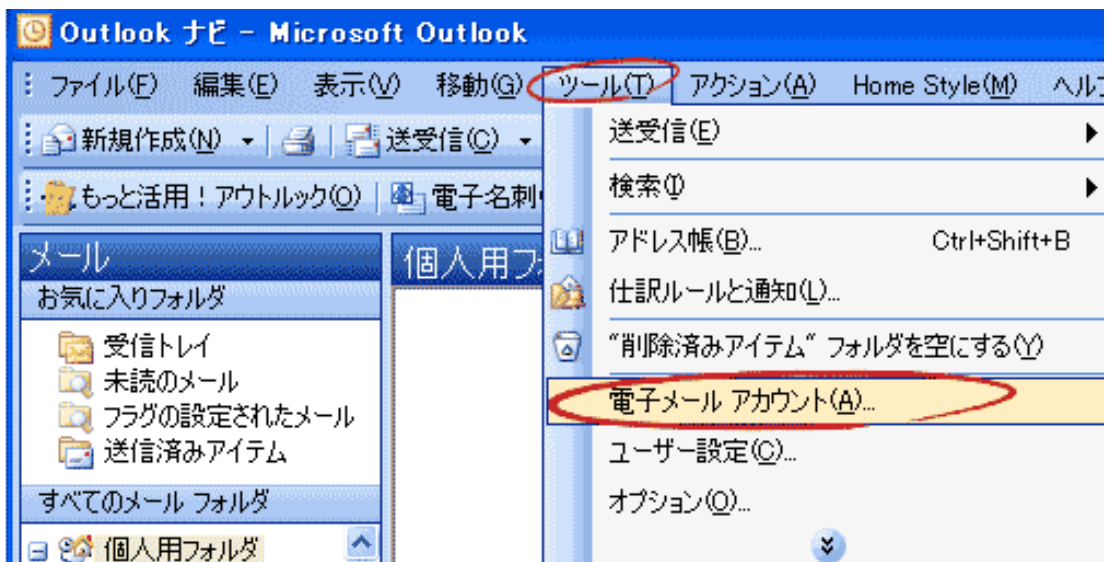 Outlook ナビ - Microsoft Outlook
ファイル(F) 編集(E) 表示(V) 移動(G) ツール(T) アクション(A) Home Style(M) ヘル
新規作成(N) 送受信(C)
もっと活用！アウトルック(O) 電子名刺
メール
お気に入りフォルダ
受信トレイ
未読のメール
フラグの設定されたメール
送信済みアイテム
すべてのメール フォルダ
個人用フォルダ
個人用フ
送受信(E)
検索(I)
アドレス帳(B)... Ctrl+Shift+B
仕訳ルールと通知(L)...
"削除済みアイテム" フォルダを空にする(Y)
電子メール アカウント(A)...
ユーザー設定(C)...
オプション(O)...